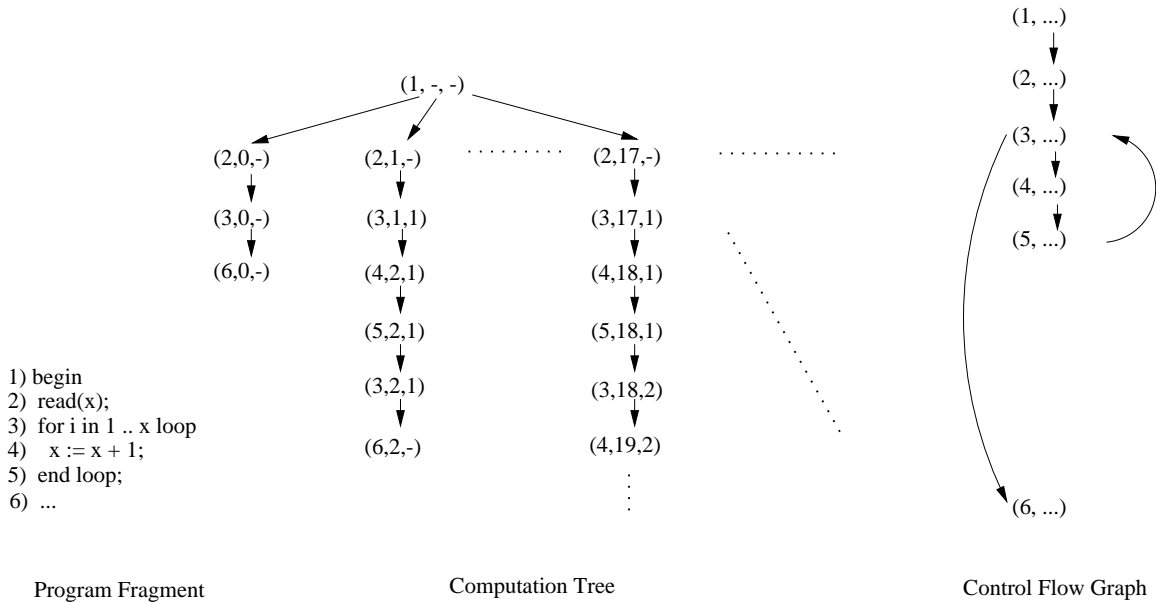 (1, -, -)
(2,0,-)
(3,0,-)
(6,0,-)
(2,1,-)
(3,1,1)
(4,2,1)
(5,2,1)
(3,2,1)
(6,2,-)
(2,17,-)
(3,17,1)
(4,18,1)
(5,18,1)
(3,18,2)
(4,19,2)
(1, ...)
(2, ...)
(3, ...)
(4, ...)
(5, ...)
(6, ...)
1) begin
2) read(x);
3) for i in 1 .. x loop
4) x := x + 1;
5) end loop;
6) ...
Program Fragment
Computation Tree
Control Flow Graph